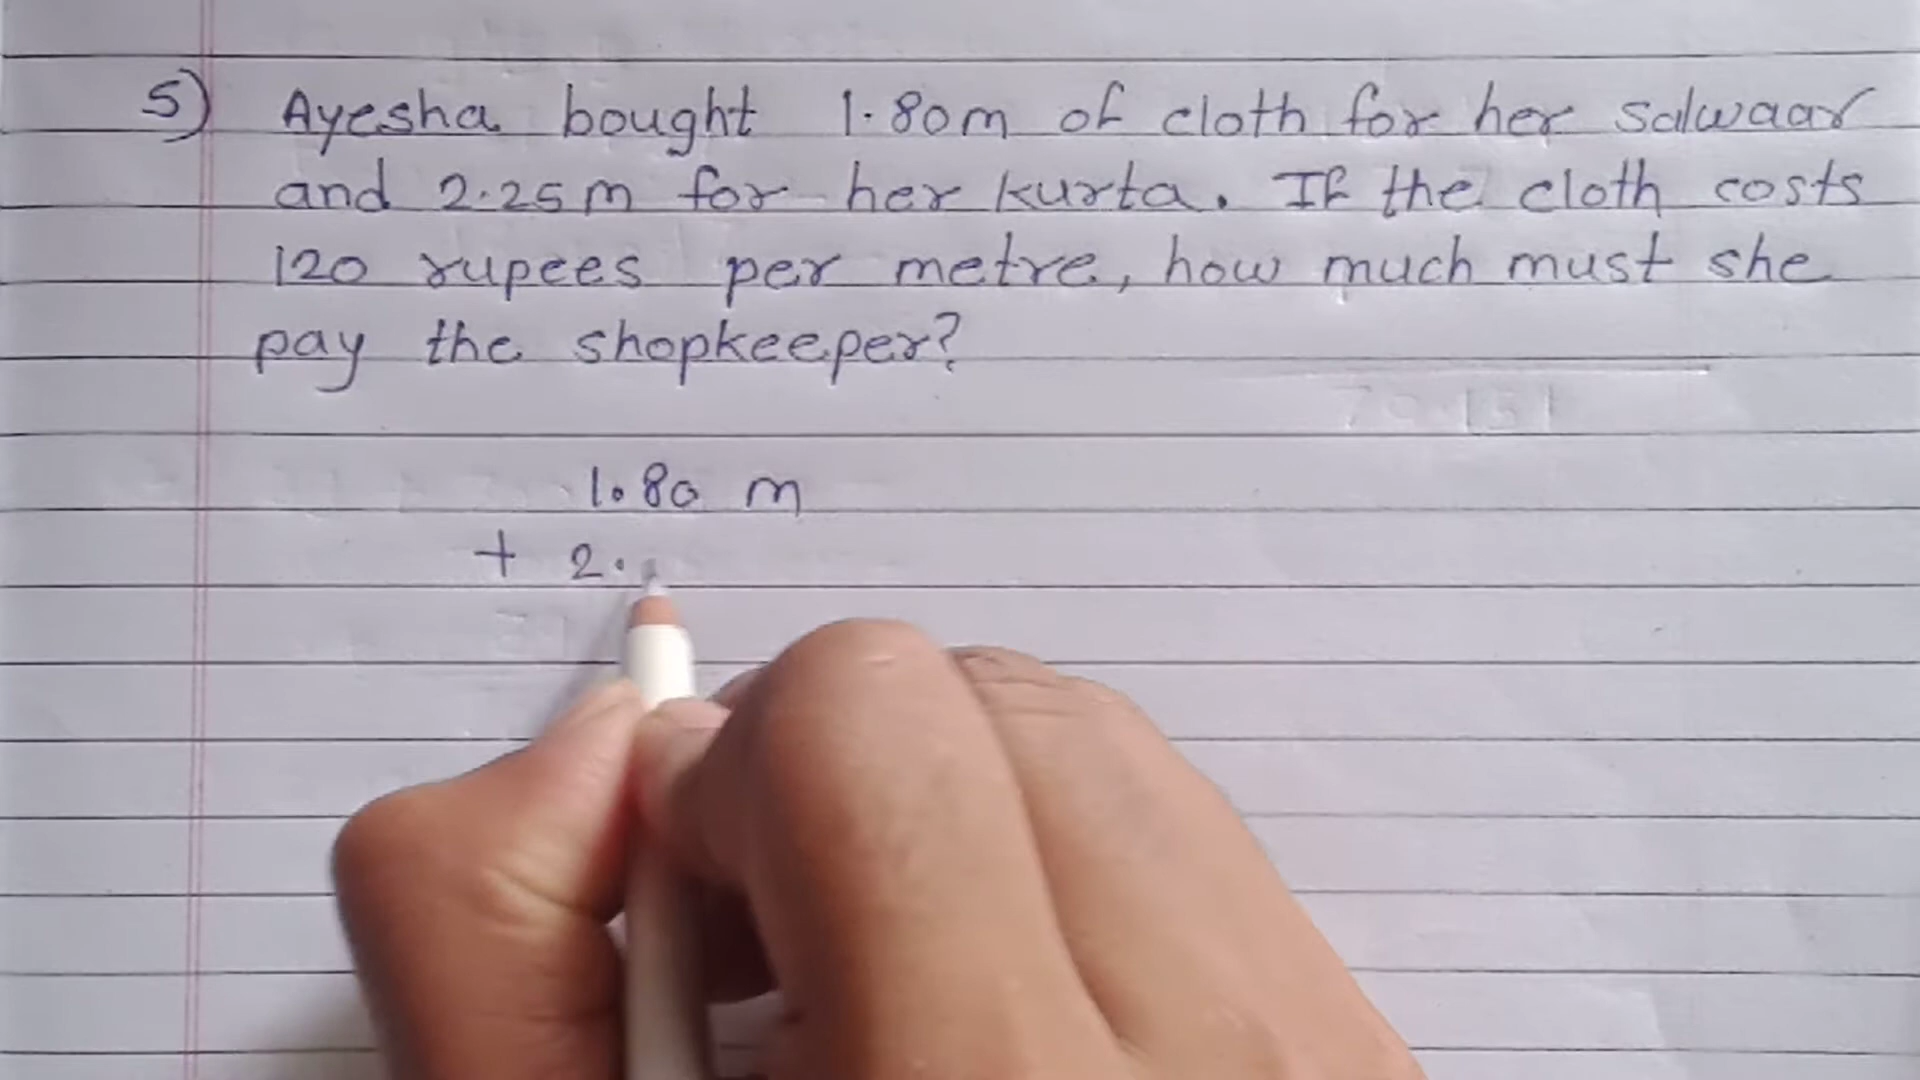 5) Ayesha bought 1.80m of cloth for her salwaar
and 2.25m for her kurta. If the cloth costs
120 rupees per metre, how much must she
pay the shopkeeper?
1.80 m
+ 2.